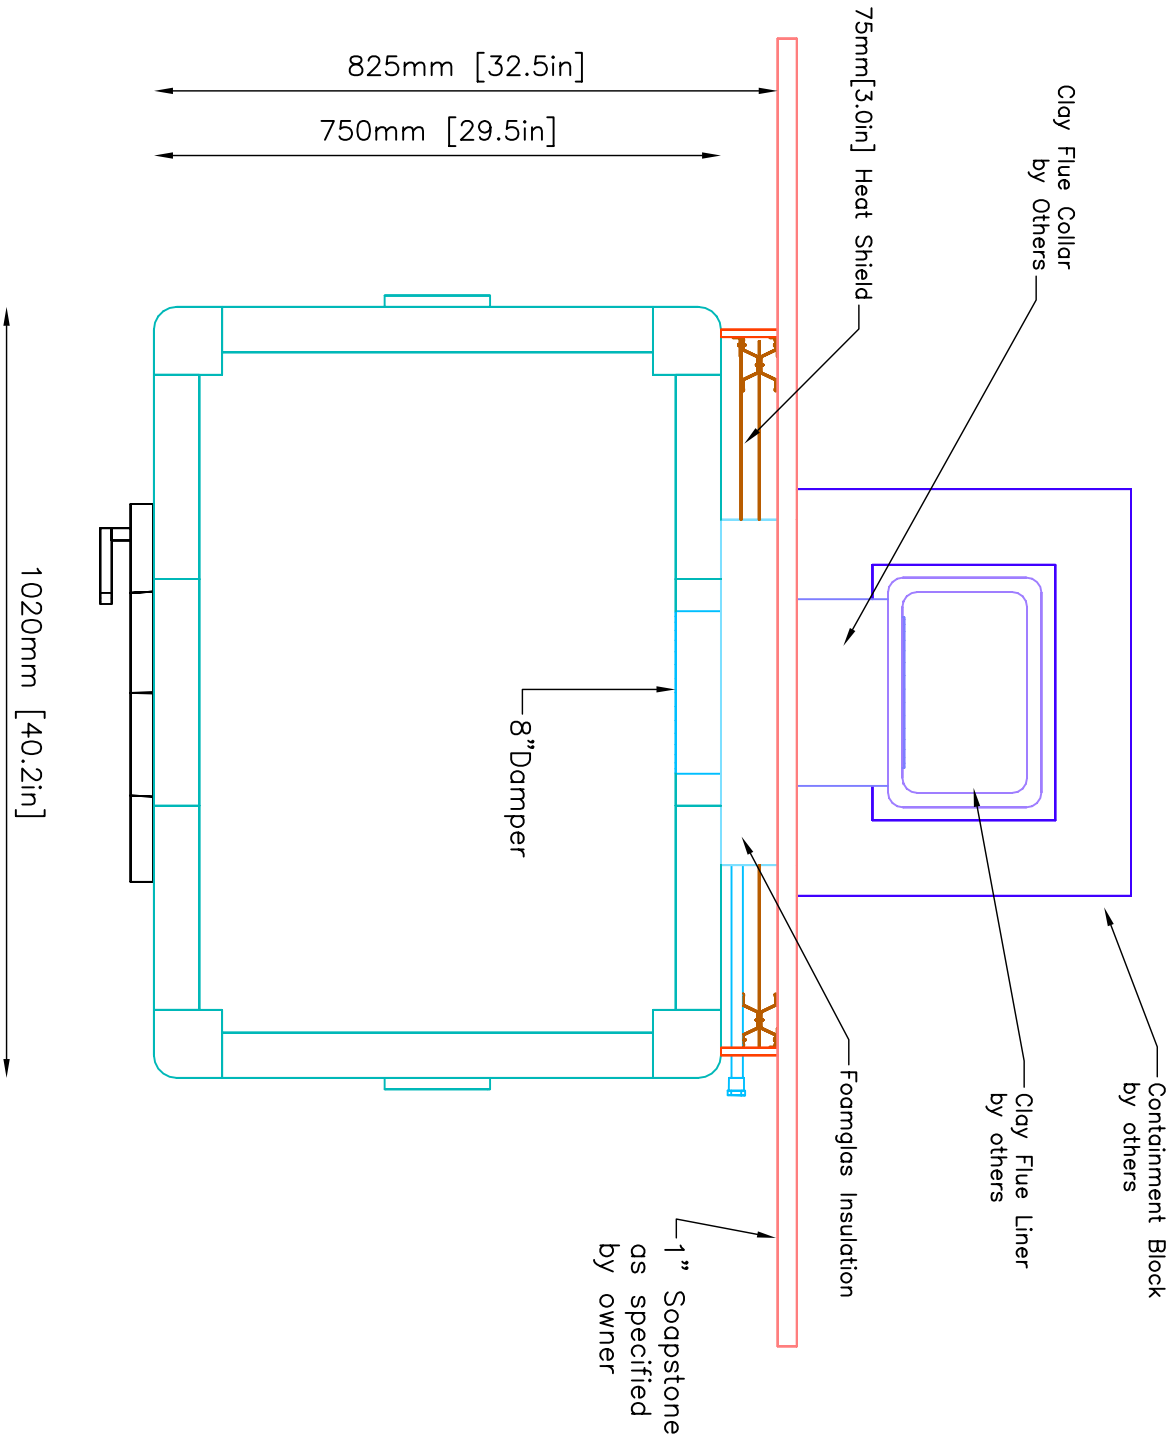 825mm [32.5in]
750mm [29.5in]
75mm[3.0in] Heat Shield
Clay Flue Collar
by Others
1020mm [40.2in]
8”Damper
Foamglas Insulation
Clay Flue Liner
by others
Containment Block
by others
1” Soapstone
as specified
by owner